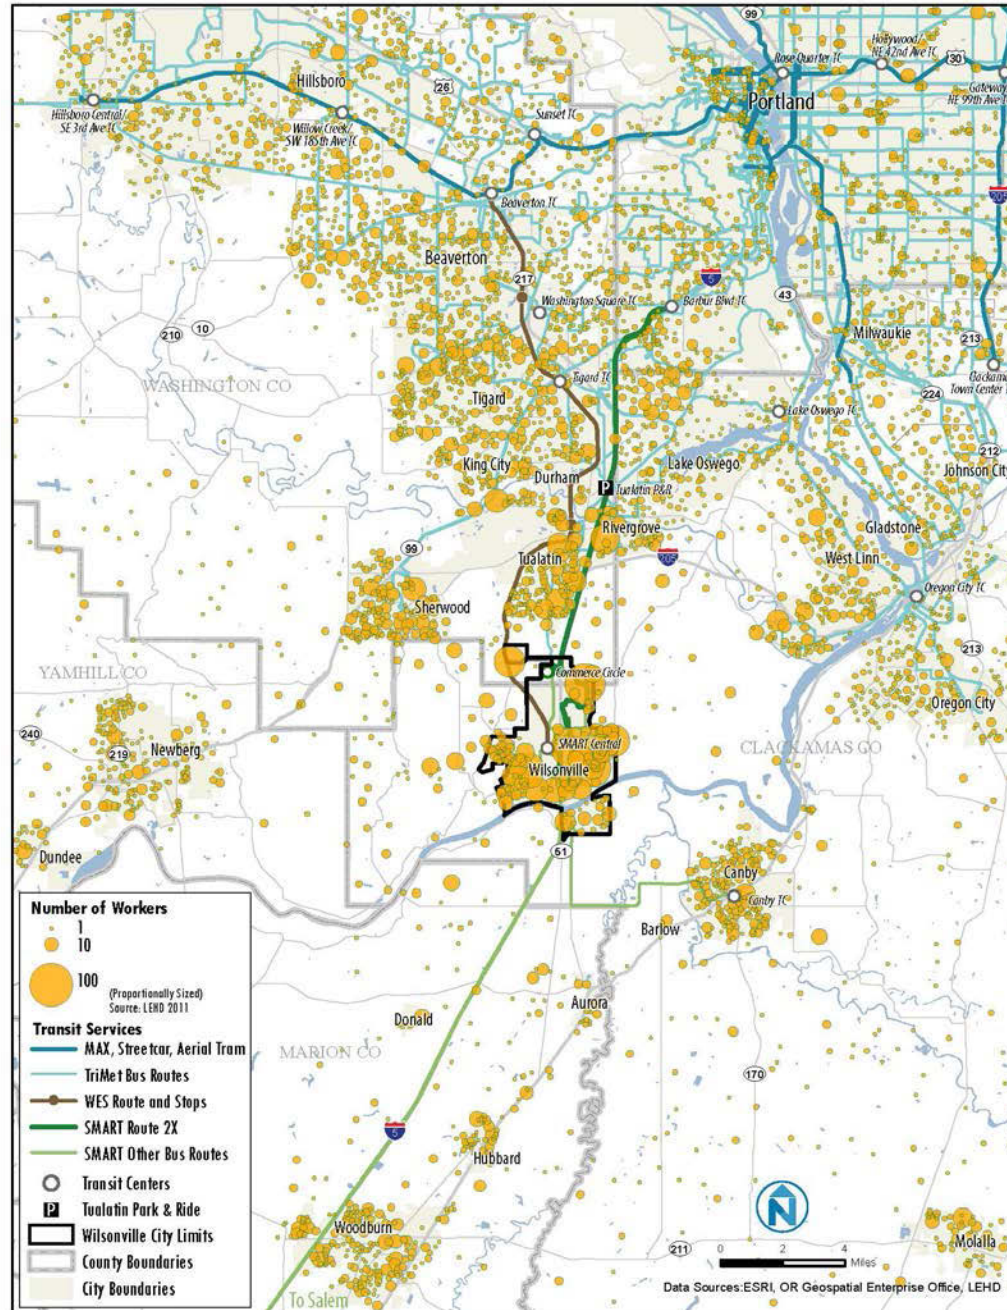 99
Hollywood/
NE 42nd Ave TC
Rose Quarter TC
30
Hillsboro
26
Gateway
NE 99th Ave T
Portland
Hillsboro Central/
SE 3rd Ave TC
Willow Creek/
SW 185th Ave TC
Sunset TC
205
Beaverton TC
Beaverton
217
5
Washington Square TC
Barbur Blvd TC
43
210
10
Milwaukie
213
WASHINGTON CO
Tigard TC
Clackama
Town Center T
Tigard
224
Lake Oswego TC
212
King City
Durham
Lake Oswego
Johnson City
P
Tualatin P&R
Rivergrove
Gladstone
99
Tualatin
205
West Linn
Sherwood
Oregon City TC
213
YAMHILL CO
Commerce Circle
Oregon City
240
219
Newberg
SMART Central
CLACKAMAS CO
Wilsonville
Dundee
51
Canby
Canby TC
Barlow
Aurora
Donald
MARION CO
170
5
Hubbard
Woodburn
211
Molalla
To Salem
Number of Workers
1
10
100
(Proportionally Sized)
Source: LEHD 2011
Transit Services
MAX, Streetcar, Aerial Tram
TriMet Bus Routes
WES Route and Stops
SMART Route 2X
SMART Other Bus Routes
Transit Centers
P Tualatin Park & Ride
Wilsonville City Limits
County Boundaries
City Boundaries
N
0 2 4
Miles
Data Sources:ESRI, OR Geospatial Enterprise Office, LEHD